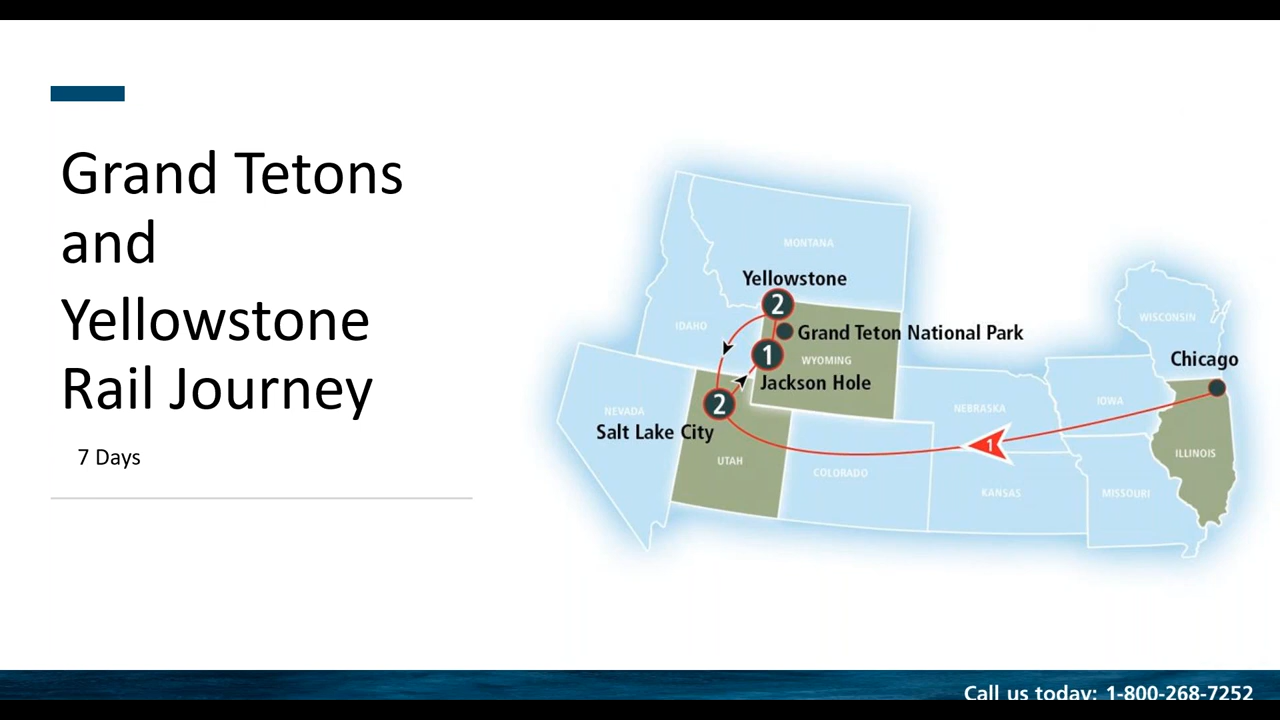 Grand Tetons
and
Yellowstone
Rail Journey
7 Days
MONTANA
Yellowstone
2
IDAHO
Grand Teton National Park
1
WYOMING
Jackson Hole
WISCONSIN
Chicago
2
NEVADA
Salt Lake City
NEBRASKA
IOWA
1
UTAH
COLORADO
KANSAS
MISSOURI
ILLINOIS
Call us today: 1-800-268-7252